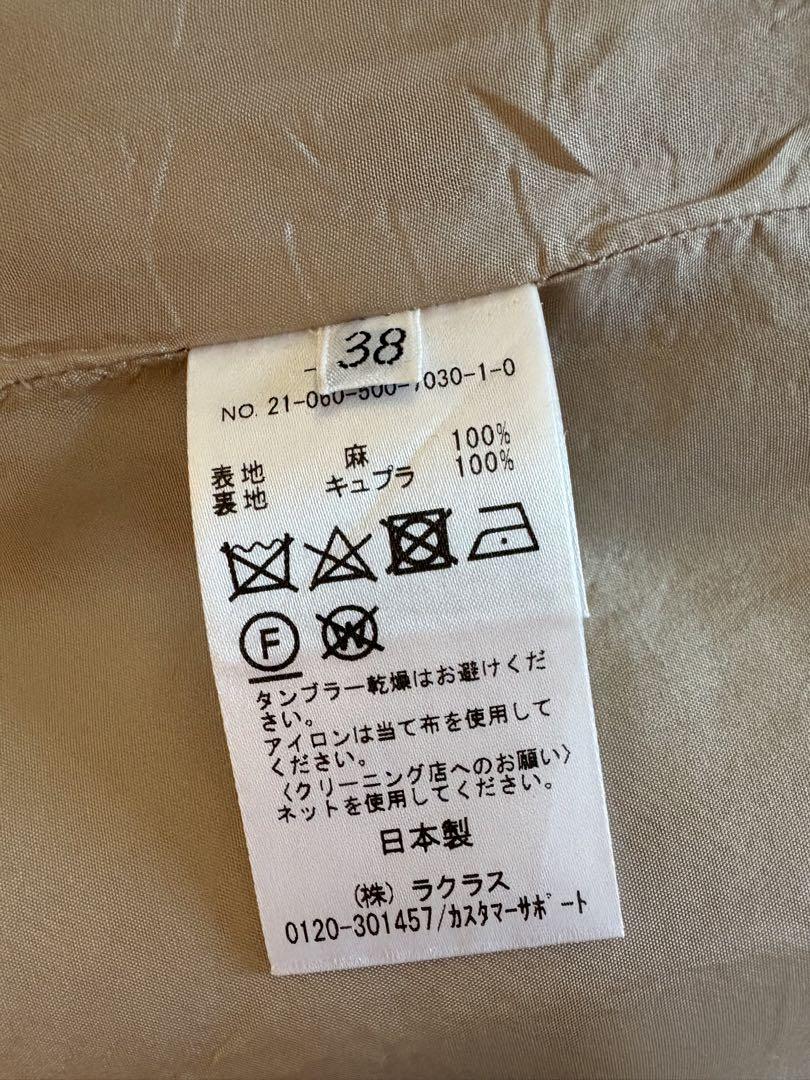 38
NO. 21-060-500-7030-1-0
表地 麻 100%
裏地 キュプラ 100%
F
W
タンブラー乾燥はお避けくだ
さい。
アイロンは当て布を使用して
ください。
〈クリーニング店へのお願い〉
ネットを使用してください。
日本製
(株) ラクラス
0120-301457/カスタマーサポート